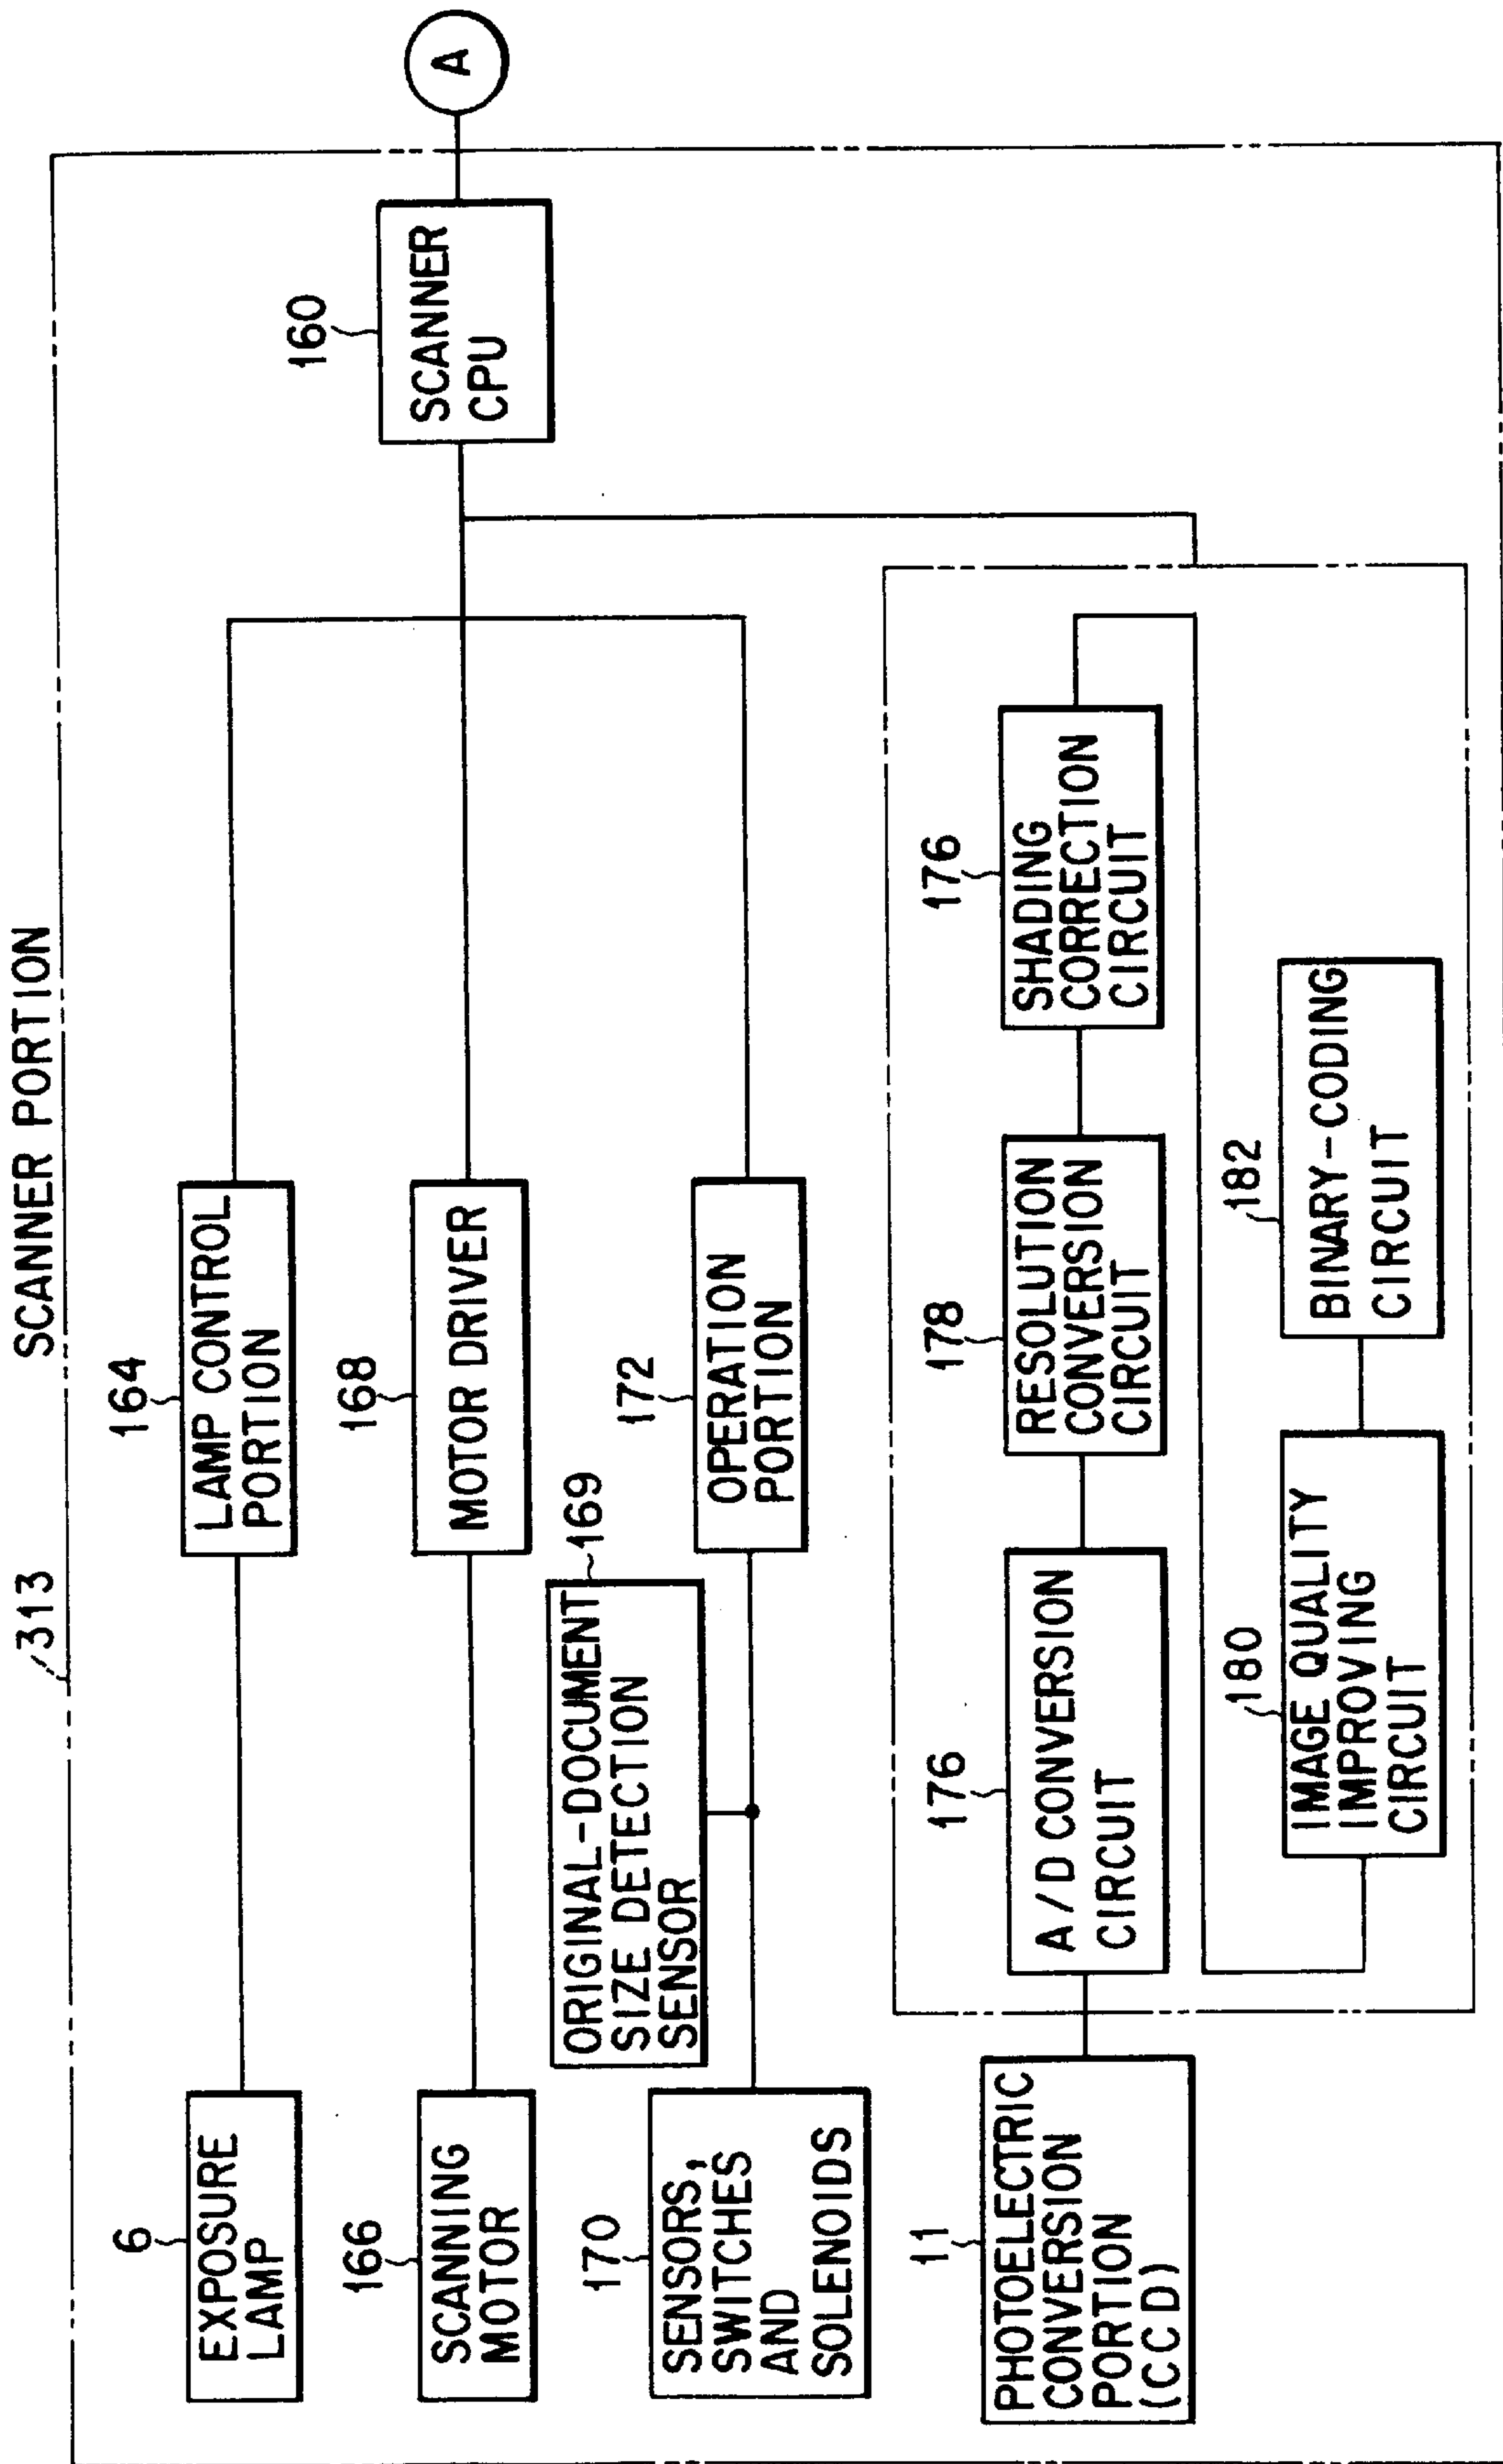 SCANNER PORTION
313
A
160
SCANNER
CPU
6
EXPOSURE
LAMP
164
LAMP CONTROL
PORTION
166
SCANNING
MOTOR
168
MOTOR DRIVER
169
ORIGINAL-DOCUMENT
SIZE DETECTION
SENSOR
170
SENSORS,
SWITCHES
AND
SOLENOIDS
172
OPERATION
PORTION
11
PHOTOELECTRIC
CONVERSION
PORTION
(CCD)
176
A/D CONVERSION
CIRCUIT
178
RESOLUTION
CONVERSION
CIRCUIT
176
SHADING
CORRECTION
CIRCUIT
180
IMAGE QUALITY
IMPROVING
CIRCUIT
182
BINARY-CODING
CIRCUIT